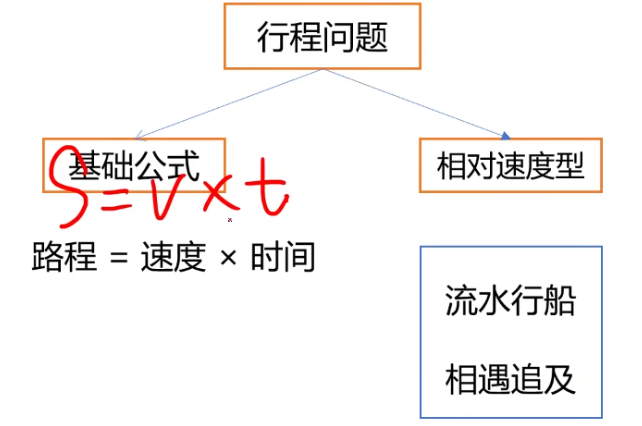 行程问题
基础公式
相对速度型
S=v×t
路程 = 速度 × 时间
流水行船
相遇追及